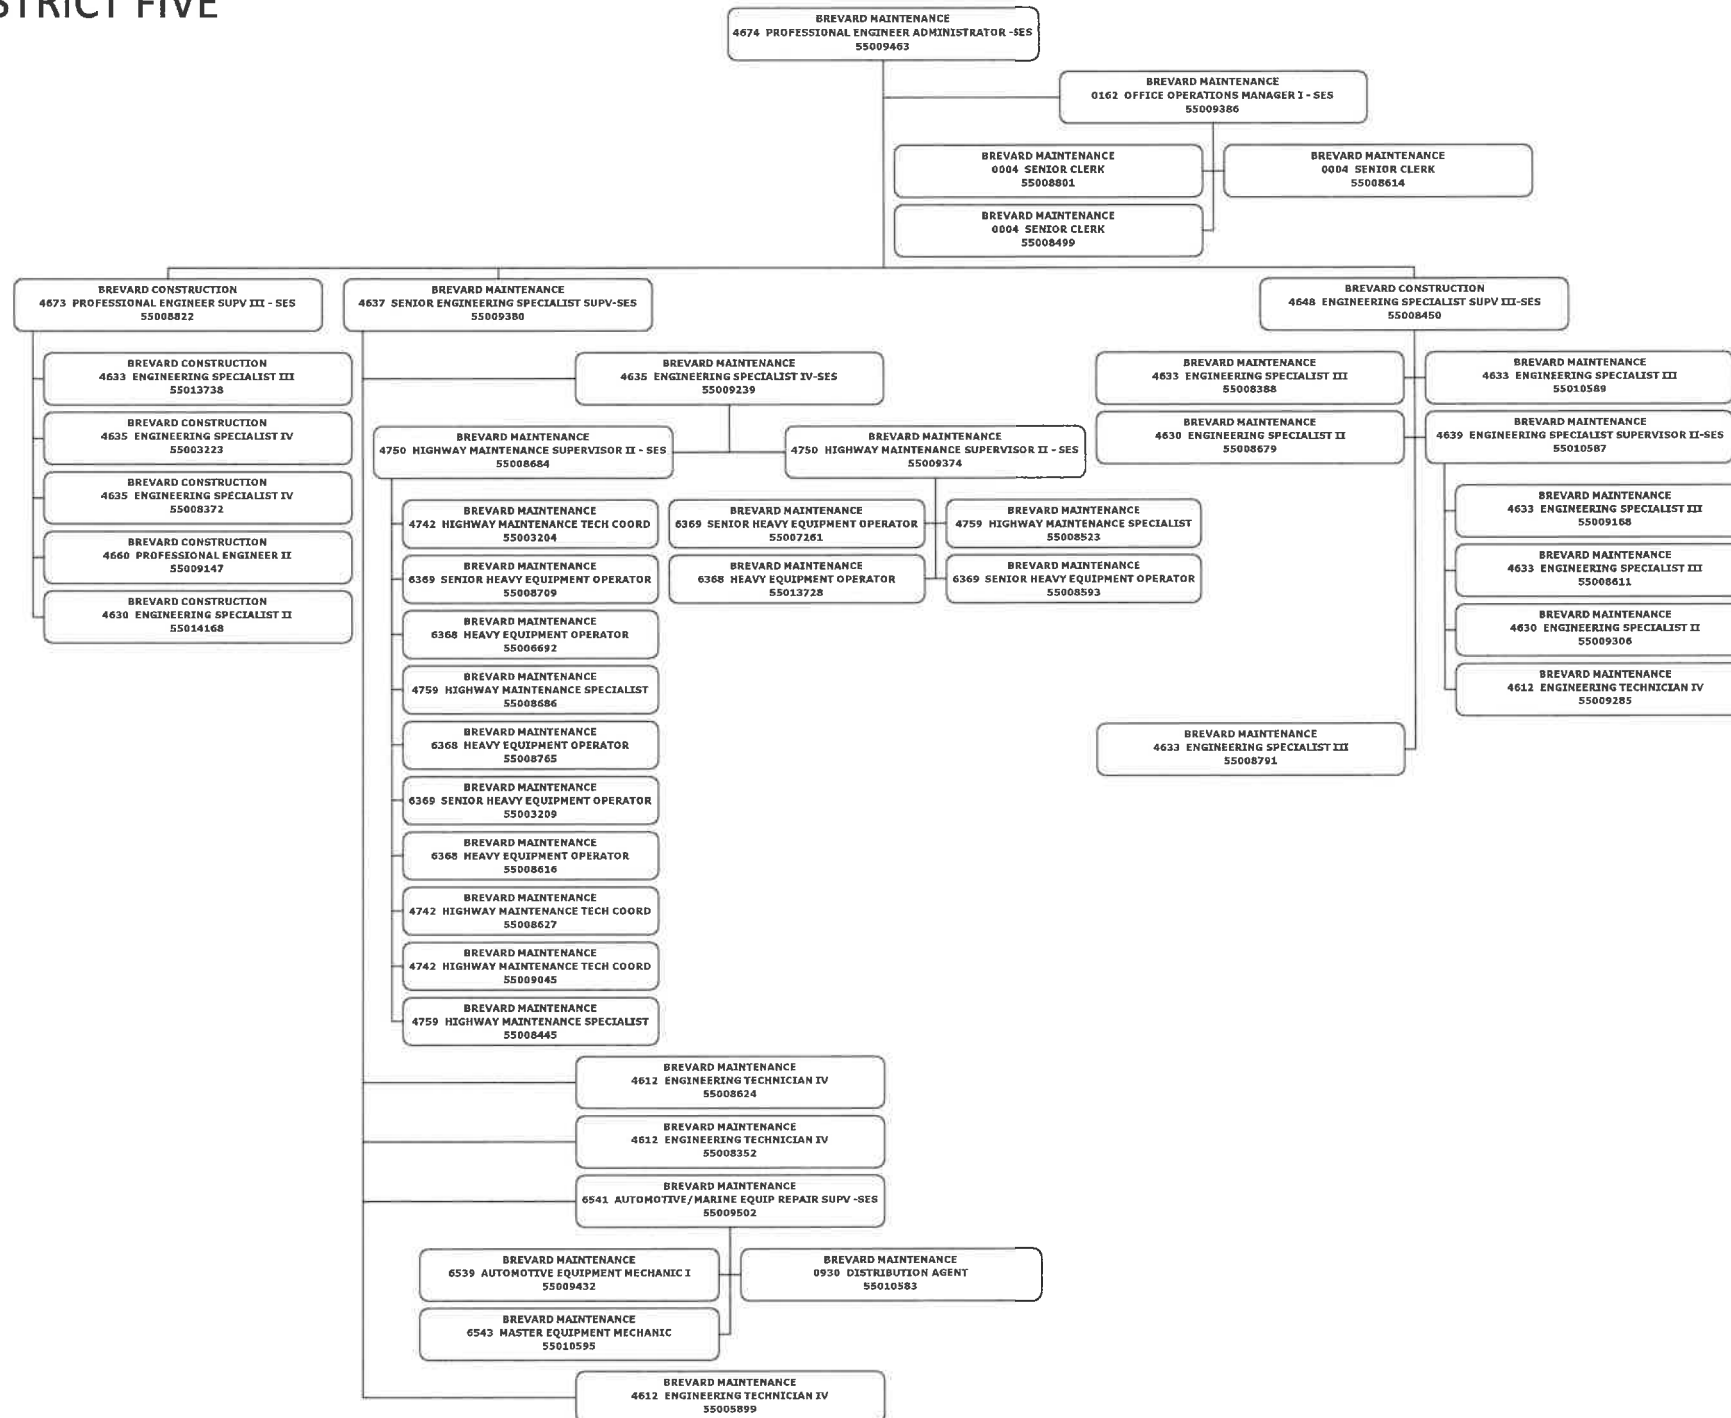 STRICT FIVE
BREVARD MAINTENANCE
4674 PROFESSIONAL ENGINEER ADMINISTRATOR -SES
55009463
BREVARD MAINTENANCE
0162 OFFICE OPERATIONS MANAGER I - SES
55009386
BREVARD MAINTENANCE
0004 SENIOR CLERK
55008801
BREVARD MAINTENANCE
0004 SENIOR CLERK
55008614
BREVARD MAINTENANCE
0004 SENIOR CLERK
55008499
BREVARD CONSTRUCTION
4673 PROFESSIONAL ENGINEER SUPV III - SES
55008822
BREVARD CONSTRUCTION
4633 ENGINEERING SPECIALIST III
55013738
BREVARD CONSTRUCTION
4635 ENGINEERING SPECIALIST IV
55003223
BREVARD CONSTRUCTION
4635 ENGINEERING SPECIALIST IV
55008372
BREVARD CONSTRUCTION
4660 PROFESSIONAL ENGINEER II
55009147
BREVARD CONSTRUCTION
4630 ENGINEERING SPECIALIST II
55014168
BREVARD MAINTENANCE
4637 SENIOR ENGINEERING SPECIALIST SUPV-SES
55009380
BREVARD MAINTENANCE
4635 ENGINEERING SPECIALIST IV-SES
55009239
BREVARD MAINTENANCE
4750 HIGHWAY MAINTENANCE SUPERVISOR II - SES
55008684
BREVARD MAINTENANCE
4742 HIGHWAY MAINTENANCE TECH COORD
55003204
BREVARD MAINTENANCE
6369 SENIOR HEAVY EQUIPMENT OPERATOR
55008709
BREVARD MAINTENANCE
6368 HEAVY EQUIPMENT OPERATOR
55006692
BREVARD MAINTENANCE
4759 HIGHWAY MAINTENANCE SPECIALIST
55008686
BREVARD MAINTENANCE
6368 HEAVY EQUIPMENT OPERATOR
55008765
BREVARD MAINTENANCE
6369 SENIOR HEAVY EQUIPMENT OPERATOR
55003209
BREVARD MAINTENANCE
6368 HEAVY EQUIPMENT OPERATOR
55008616
BREVARD MAINTENANCE
4742 HIGHWAY MAINTENANCE TECH COORD
55008627
BREVARD MAINTENANCE
4742 HIGHWAY MAINTENANCE TECH COORD
55009045
BREVARD MAINTENANCE
4759 HIGHWAY MAINTENANCE SPECIALIST
55008445
BREVARD MAINTENANCE
4750 HIGHWAY MAINTENANCE SUPERVISOR II - SES
55009374
BREVARD MAINTENANCE
6369 SENIOR HEAVY EQUIPMENT OPERATOR
55007261
BREVARD MAINTENANCE
4759 HIGHWAY MAINTENANCE SPECIALIST
55008523
BREVARD MAINTENANCE
6368 HEAVY EQUIPMENT OPERATOR
55013728
BREVARD MAINTENANCE
6369 SENIOR HEAVY EQUIPMENT OPERATOR
55008593
BREVARD MAINTENANCE
4612 ENGINEERING TECHNICIAN IV
55008624
BREVARD MAINTENANCE
4612 ENGINEERING TECHNICIAN IV
55008352
BREVARD MAINTENANCE
6541 AUTOMOTIVE/MARINE EQUIP REPAIR SUPV -SES
55009502
BREVARD MAINTENANCE
6539 AUTOMOTIVE EQUIPMENT MECHANIC I
55009432
BREVARD MAINTENANCE
0930 DISTRIBUTION AGENT
55010583
BREVARD MAINTENANCE
6543 MASTER EQUIPMENT MECHANIC
55010595
BREVARD MAINTENANCE
4612 ENGINEERING TECHNICIAN IV
55005899
BREVARD CONSTRUCTION
4648 ENGINEERING SPECIALIST SUPV III-SES
55008450
BREVARD MAINTENANCE
4633 ENGINEERING SPECIALIST III
55008388
BREVARD MAINTENANCE
4633 ENGINEERING SPECIALIST III
55010589
BREVARD MAINTENANCE
4630 ENGINEERING SPECIALIST II
55008679
BREVARD MAINTENANCE
4639 ENGINEERING SPECIALIST SUPERVISOR II-SES
55010587
BREVARD MAINTENANCE
4633 ENGINEERING SPECIALIST III
55009168
BREVARD MAINTENANCE
4633 ENGINEERING SPECIALIST III
55008611
BREVARD MAINTENANCE
4630 ENGINEERING SPECIALIST II
55009306
BREVARD MAINTENANCE
4612 ENGINEERING TECHNICIAN IV
55009285
BREVARD MAINTENANCE
4633 ENGINEERING SPECIALIST III
55008791